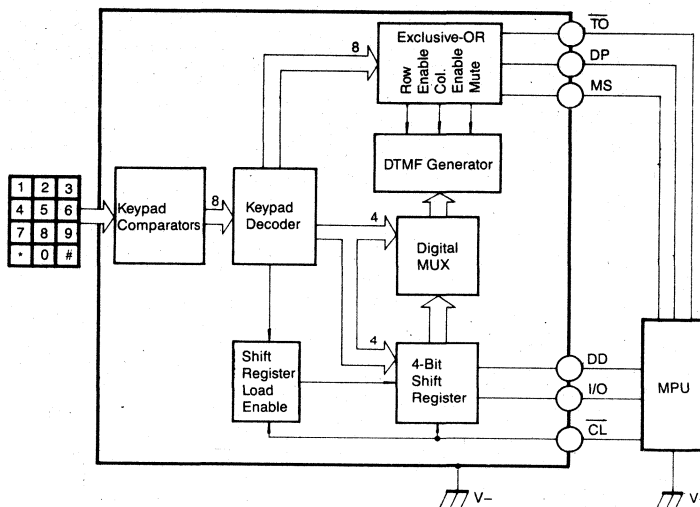 8
Exclusive-OR
Row
Enable
Col.
Enable
Mute
TO
DP
MS
DTMF Generator
1 2 3
4 5 6
7 8 9
* 0 #
Keypad
Comparators
8
Keypad
Decoder
4
Digital
MUX
4
Shift
Register
Load
Enable
4-Bit
Shift
Register
DD
I/O
CL
MPU
V−
V